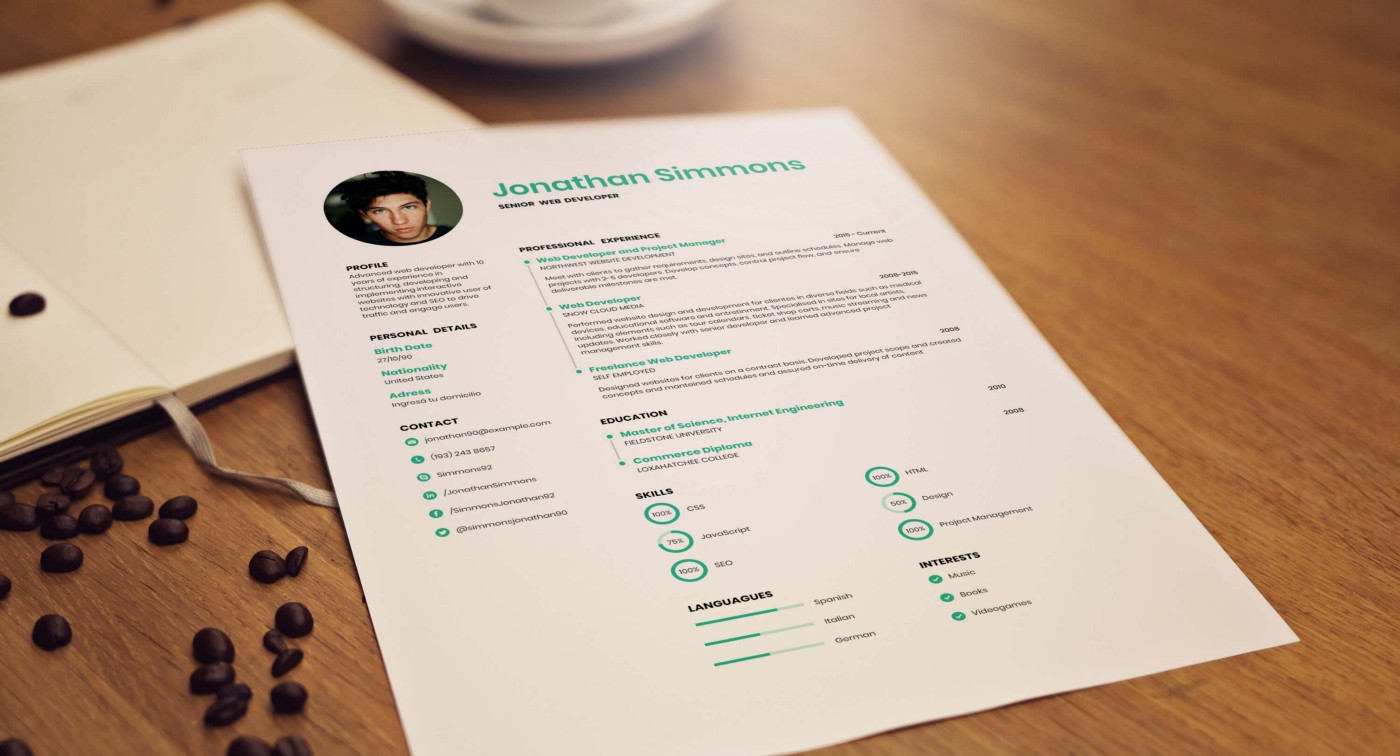 Jonathan Simmons
SENIOR WEB DEVELOPER
PROFILE
Advanced web developer with 10
years of experience in
structuring, developing and
implementing interactive
websites with innovative user of
technology and SEO to drive
traffic and engage users.
PERSONAL DETAILS
Birth Date
27/10/90
Nationality
United States
Adress
Ingresá tu domicilio
CONTACT
jonathan90@example.com
(193) 243 8657
Simmons92
/JonathanSimmons
/SimmonsJonathan92
@simmonsjonathan90
PROFESSIONAL EXPERIENCE
Web Developer and Project Manager
2015 - Current
NORTHWEST WEBSITE DEVELOPMENT
Meet with clients to gather requirements, design sites, and outline schedules. Manage web
projects with 2-5 developers. Develop concepts, control project flow, and ensure
deliverable milestones are met.
Web Developer
2008-2015
SNOW CLOUD MEDIA
Performed website design and development for clientes in diverse fields such as medical
devices, educational software and entrotinment. Specialised in sites for local artists,
including elements such as tour calendars, ticket shop carts, music streaming and news
updates. Worked closely with senior developer and learned advanced project
management skills.
Freelance Web Developer
2008
SELF EMPLOYED
Designed websites for clients on a contract basis. Developed project scope and created
concepts and manteined schedules and assured on-time delivery of content
EDUCATION
Master of Science, Internet Engineering
2010
FIELDSTONE UNIVERSITY
Commerce Diploma
2008
LOXAHATCHEE COLLEGE
SKILLS
100% CSS
75% JavaScript
100% SEO
100% HTML
50% Design
100% Project Management
LANGUAGUES
Spanish
Italian
German
INTERESTS
Music
Books
Videogames